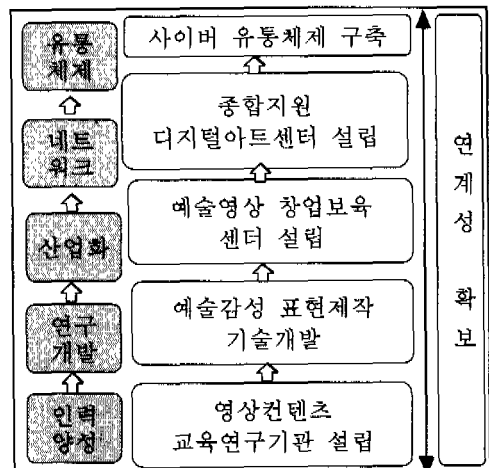 유통
체제
사이버 유통체제 구축
네트
워크
종합지원
디지털아트센터 설립
산업화
예술영상 창업보육
센터 설립
연구
개발
예술감성 표현제작
기술개발
인력
양성
영상컨텐츠
교육연구기관 설립
연
계
성
확
보